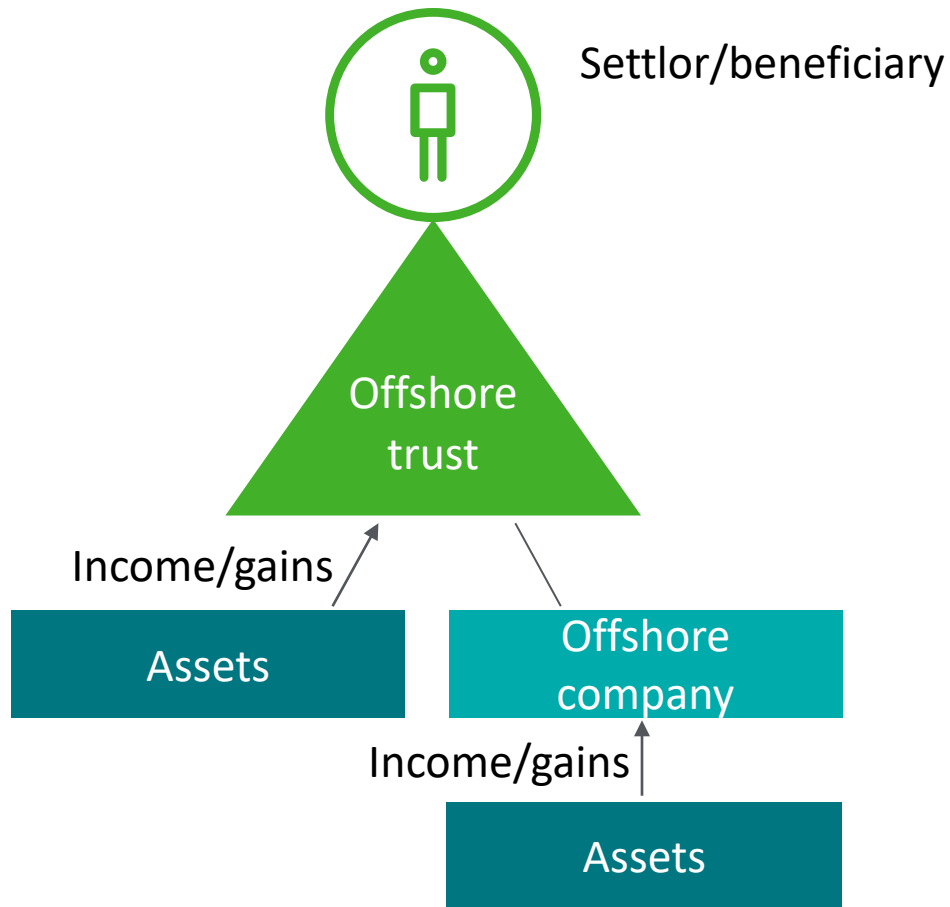 Settlor/beneficiary
Offshore
trust
Income/gains
Assets
Offshore
company
Income/gains
Assets